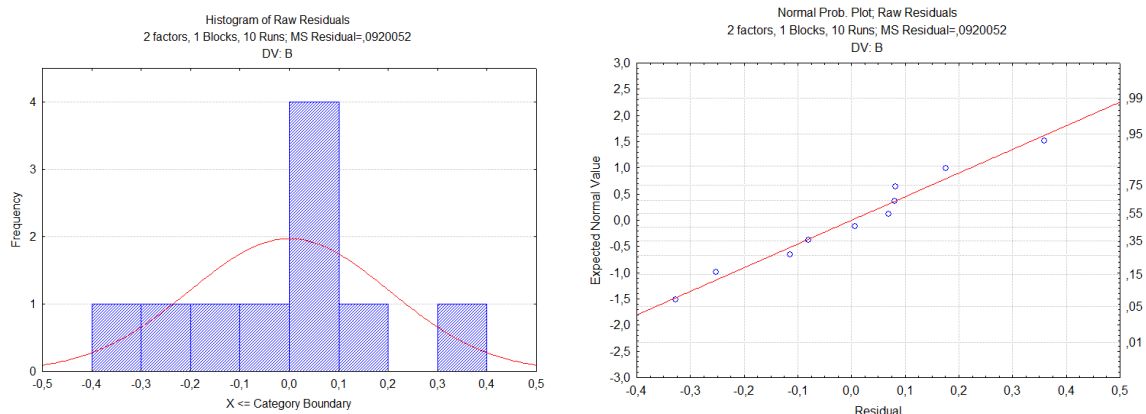 Histogram of Raw Residuals
2 factors, 1 Blocks, 10 Runs; MS Residual=,0920052
DV: B
Frequency
4
3
2
1
0
-0,5 -0,4 -0,3 -0,2 -0,1 0,0 0,1 0,2 0,3 0,4 0,5
X <= Category Boundary
Normal Prob. Plot; Raw Residuals
2 factors, 1 Blocks, 10 Runs; MS Residual=,0920052
DV: B
Expected Normal Value
3,0
2,5
2,0
1,5
1,0
0,5
0,0
-0,5
-1,0
-1,5
-2,0
-2,5
-3,0
,99
,95
,75
,55
,35
,15
,05
,01
-0,4 -0,3 -0,2 -0,1 0,0 0,1 0,2 0,3 0,4 0,5
Residual